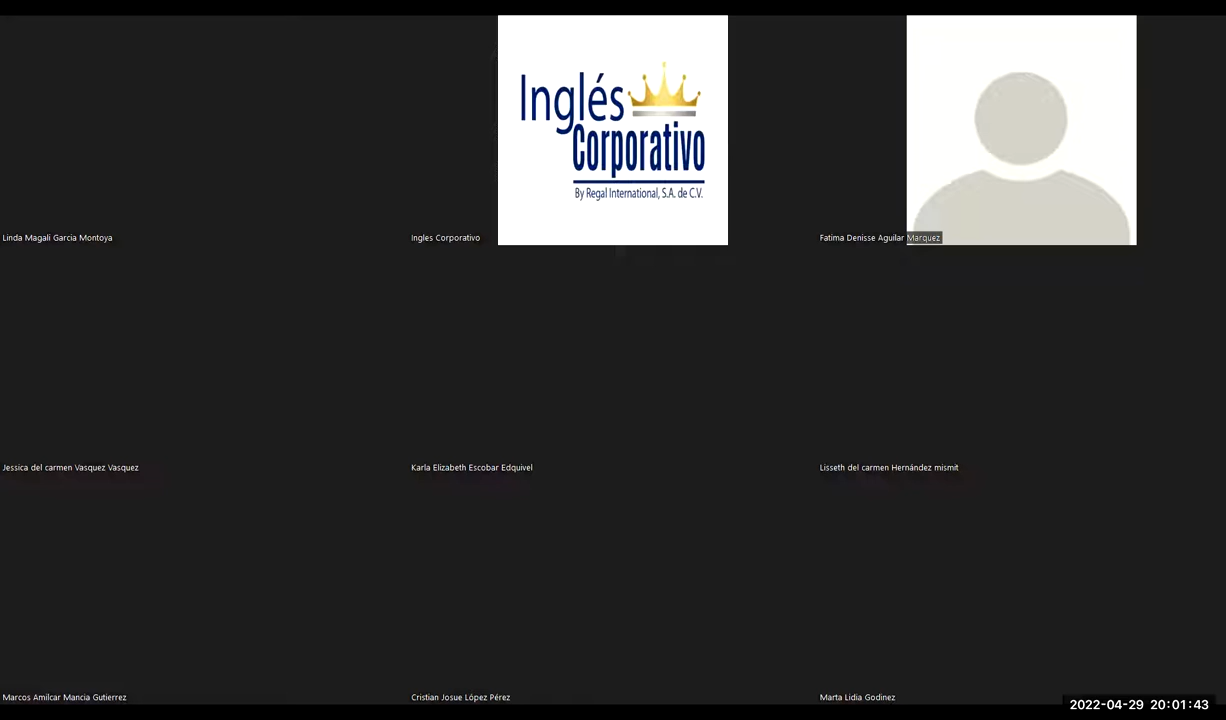 Inglés
Corporativo
By Regal International, S.A. de C.V.
Linda Magali Garcia Montoya
Ingles Corporativo
Fatima Denisse Aguilar Marquez
Jessica del carmen Vasquez Vasquez
Karla Elizabeth Escobar Edquivel
Lisseth del carmen Hernández mismit
Marcos Amilcar Mancia Gutierrez
Cristian Josue López Pérez
Marta Lidia Godinez
2022-04-29 20:01:43